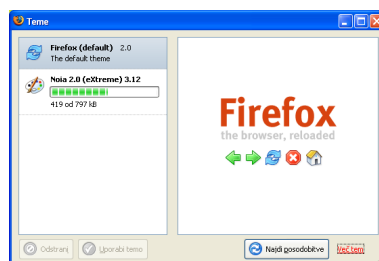 Teme
Firefox (default) 2.0
The default theme
Noia 2.0 (eXtreme) 3.12
419 od 797 kB
Firefox
the browser, reloaded
Odstrani
Uporabi temo
Najdi posodobitve
Več tem